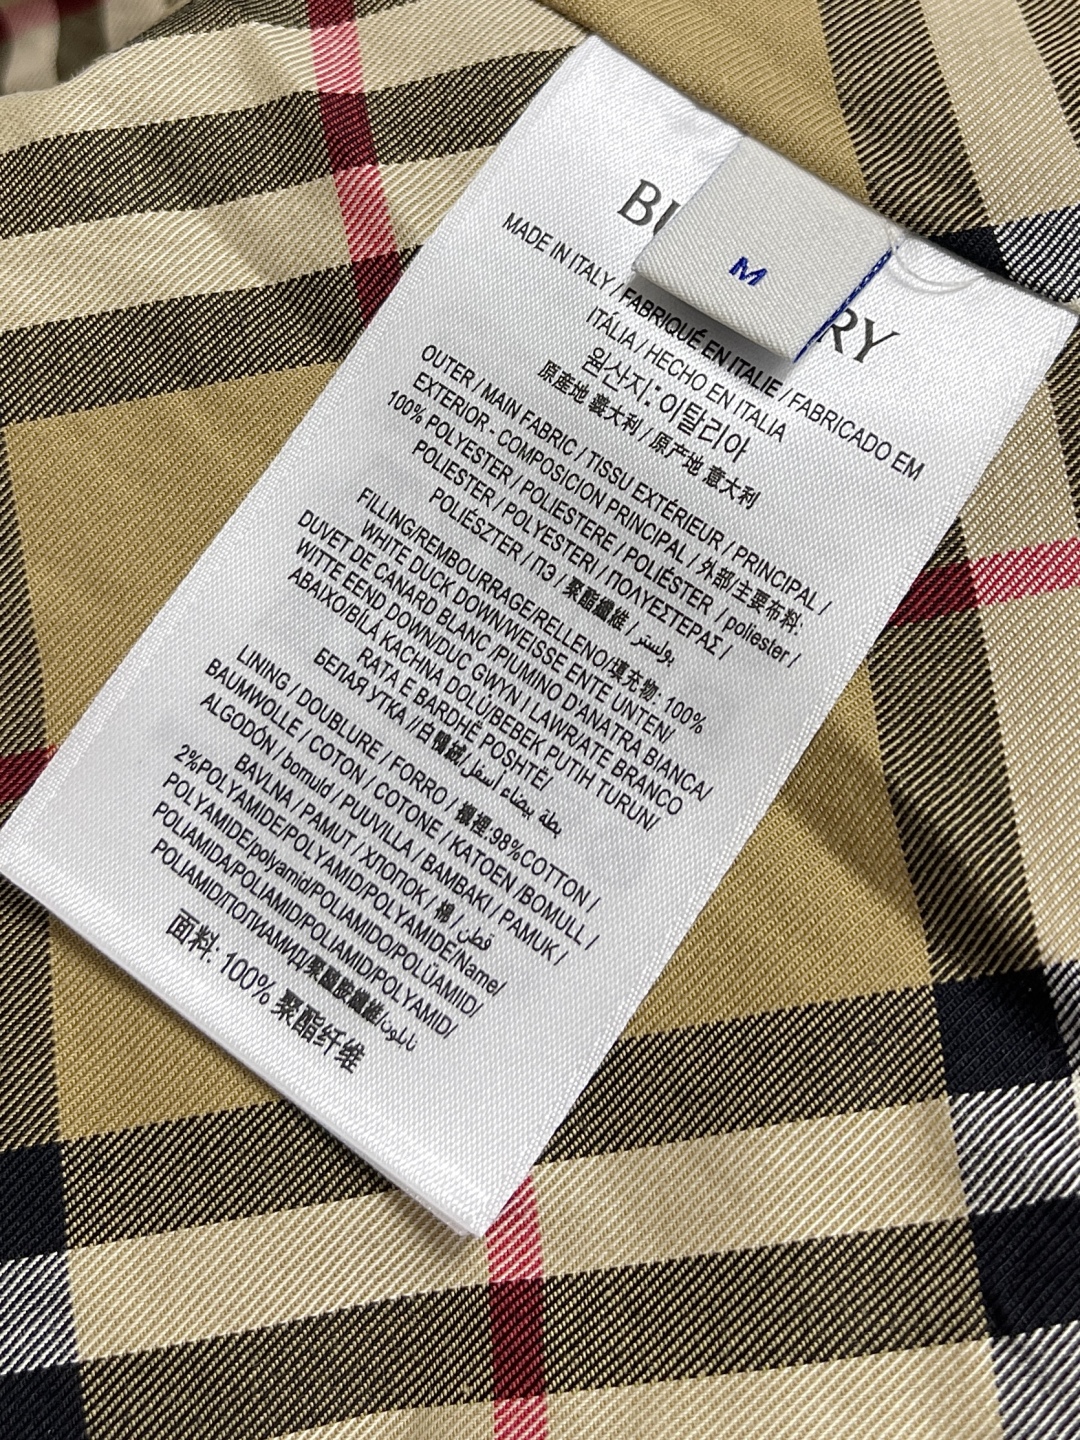 BU RY
M
MADE IN ITALY / FABRIQUÉ EN ITALIE / FABRICADO EM
ITÁLIA / HECHO EN ITALIA
원산지: 이탈리아
原產地 意大利 / 原产地 意大利
OUTER / MAIN FABRIC / TISSU EXTÉRIEUR / PRINCIPAL /
EXTERIOR - COMPOSICION PRINCIPAL / 外部主要布料:
100% POLYESTER / POLIESTERE / POLIÉSTER / poliester /
POLIESTER / POLYESTERI / ΠΟΛΥΕΣΤΕΡΑΣ /
POLIÉSZTER / ПЭ / 聚酯纖維 / بولستر
FILLING/REMBOURRAGE/RELLENO/填充物: 100%
WHITE DUCK DOWN/WEISSE ENTE UNTEN/
DUVET DE CANARD BLANC /PIUMINO D'ANATRA BIANCA/
WITTE EEND DOWN/DUC GWYN I LAWR/ATE BRANCO
ABAIXO/BÍLÁ KACHNA DOLŮ/BEBEK PUTIH TURUN/
RATA E BARDHË POSHTË/
БЕЛАЯ УТКА //白鴨絨/بطة بيضاء أسفل
LINING / DOUBLURE / FORRO / 襯裡:98%COTTON /
BAUMWOLLE / COTON / COTONE / KATOEN /BOMULL /
ALGODÓN / bomuld / PUUVILLA / BAMBAKI / PAMUK /
BAVLNA / PAMUT / ХЛОПОК / 棉 / قطن
2%POLYAMIDE/POLYAMID/POLYAMIDE/Name/
POLYAMIDE/polyamid/POLIAMIDO/POLÜAMIID/
POLIAMIDA/POLIAMID/POLIAMID/POLYAMID/
POLIAMID/ПОЛИАМИД/聚醯胺纖維/نايلون
面料: 100% 聚酯纤维